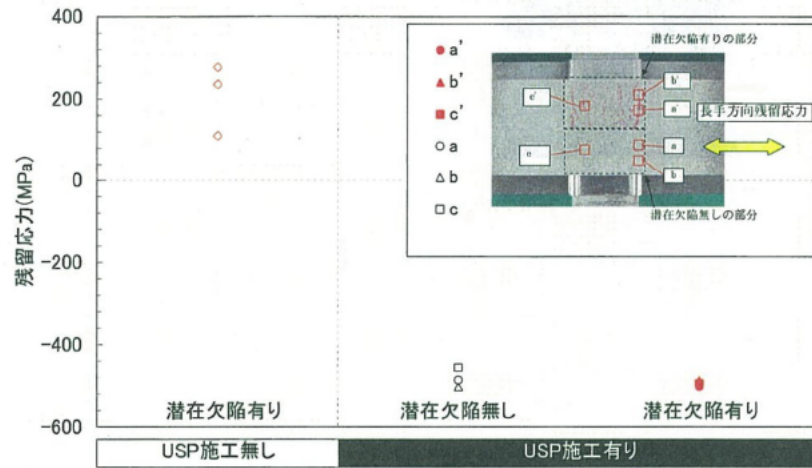 400
200
0
-200
-400
-600
残留応力(MPa)
a'
b'
c'
a
b
c
潜在欠陥有りの部分
b'
c'
a'
長手方向残留応力
a
b
潜在欠陥無しの部分
潜在欠陥有り
潜在欠陥無し
潜在欠陥有り
USP施工無し
USP施工有り